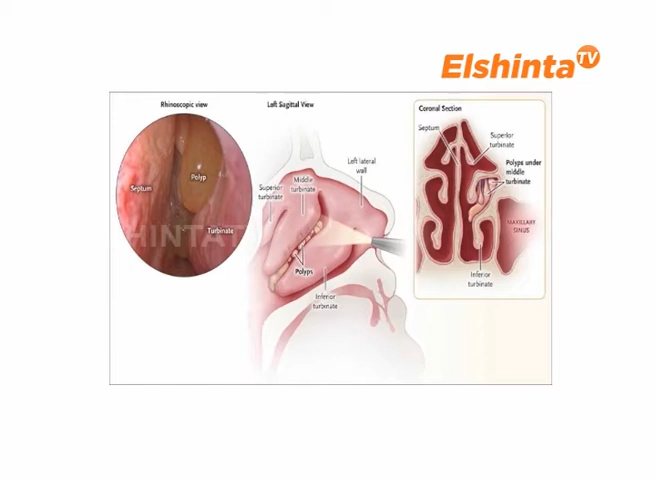 Elshinta TV
Rhinoscopic view
Septum
Polyp
Turbinate
HINTAT
Left Sagittal View
Superior
turbinate
Middle
turbinate
Left lateral
wall
Polyps
Inferior
turbinate
Coronal Section
Septum
Superior
turbinate
Polyps under
middle
turbinate
MAXILLARY
SINUS
Inferior
turbinate